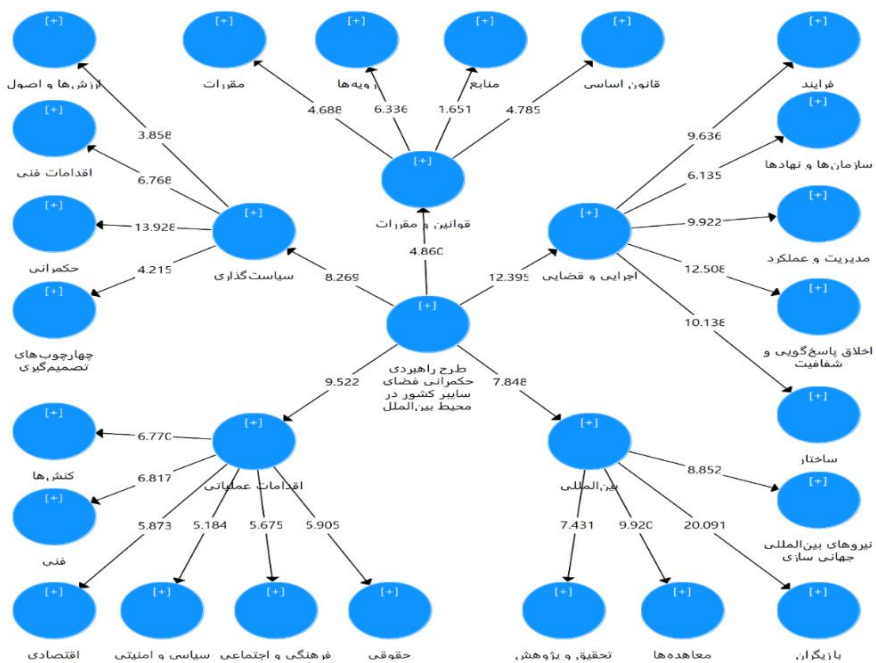 [+] [+] [+] [+] [+] [+]
ارزش‌ها و اصول
مقررات
رویه‌ها
منابع
قانون اساسی
فرایند
4.688
6.336
1.651
4.785
9.636
3.858
[+]
اقدامات فنی
[+]
سازمان‌ها و نهادها
6.768
6.135
[+]
قوانین و مقررات
[+]
حکمرانی
13.928
[+]
سیاست‌گذاری
4.215
4.860
[+]
اجرایی و قضایی
9.922
[+]
مدیریت و عملکرد
12.508
8.269
12.395
10.138
[+]
چهارچوب‌های
تصمیم‌گیری
[+]
اخلاق پاسخ‌گویی و
شفافیت
[+]
طرح راهبردی
حکمرانی فضای
سایبر کشور در
محیط بین‌الملل
9.522
7.848
[+]
ساختار
[+]
کنش‌ها
6.770
[+]
اقدامات عملیاتی
[+]
بین‌المللی
8.852
[+]
نیروهای بین‌المللی
جهانی سازی
6.817
[+]
فنی
5.873
5.184
5.675
5.905
7.431
9.920
20.091
[+] [+] [+] [+] [+] [+] [+]
اقتصادی
سیاسی و امنیتی
فرهنگی و اجتماعی
حقوقی
تحقیق و پژوهش
معاهده‌ها
بازیگران